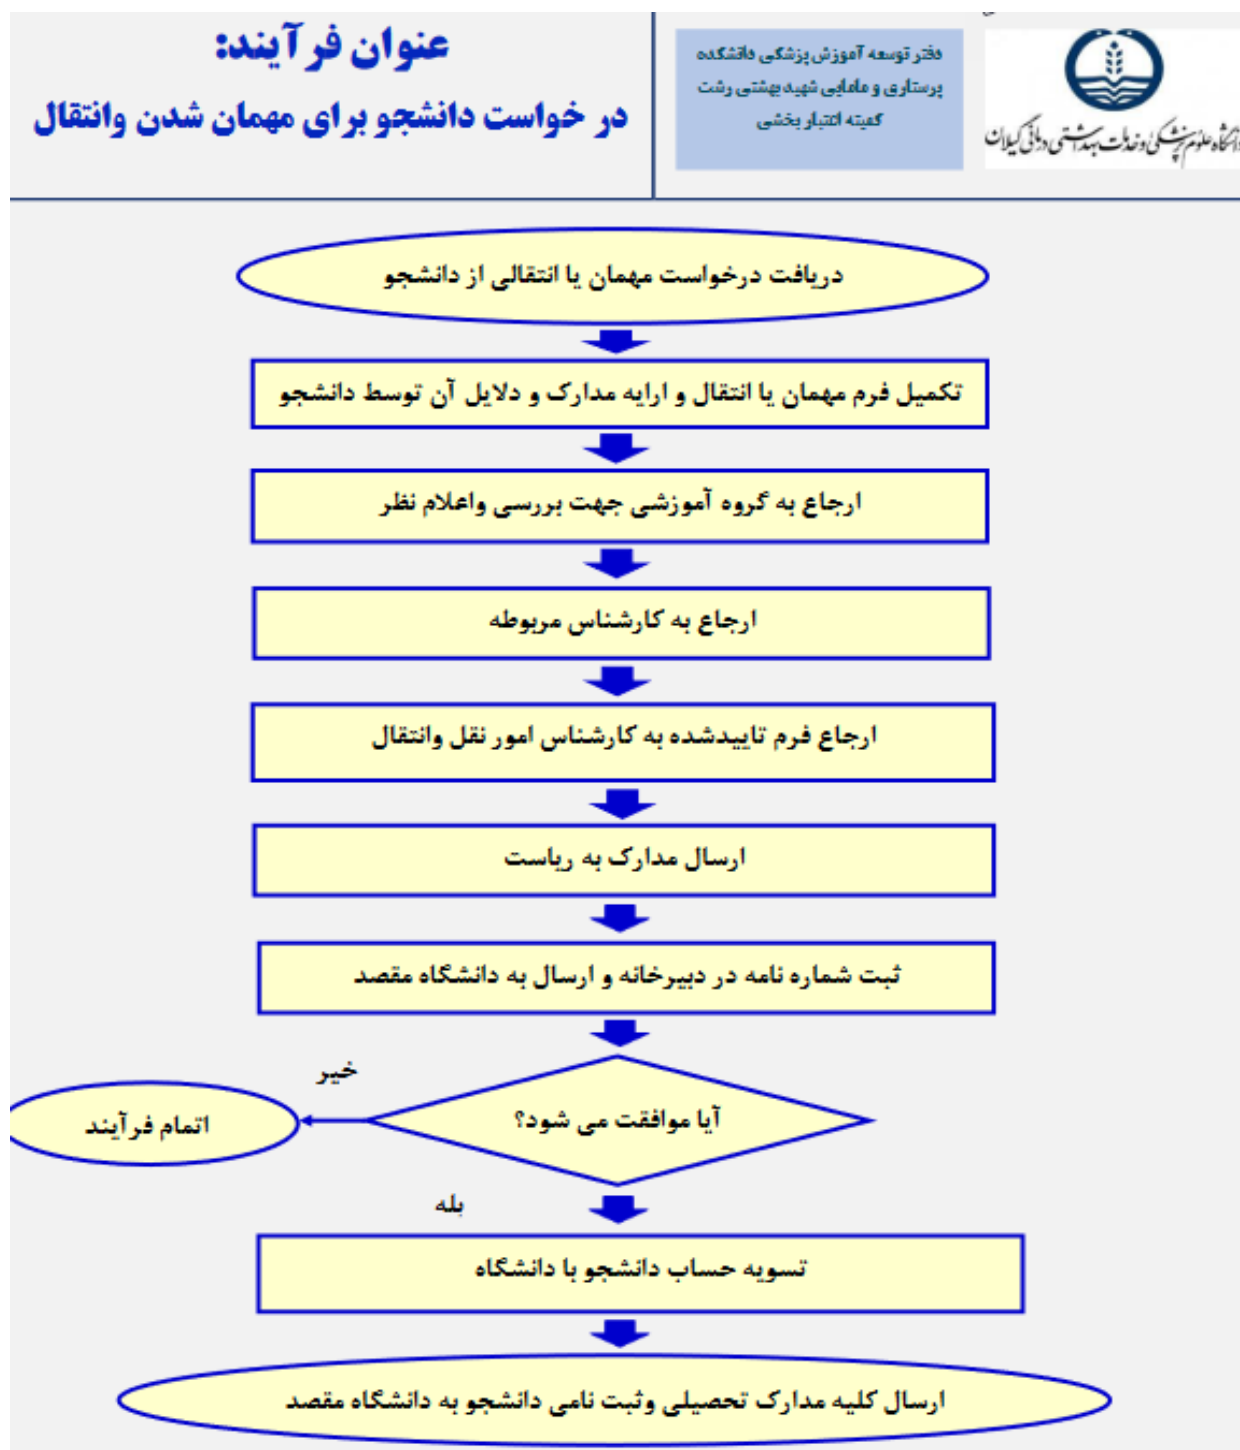 عنوان فرآیند:
در خواست دانشجو برای مهمان شدن وانتقال
دفتر توسعه آموزش پزشکی دانشکده
پرستاری و مامایی شهید بهشتی رشت
کمیته اعتبار بخشی
دانشگاه علوم پزشکی و خدمات بهداشتی درمانی گیلان
دریافت درخواست مهمان یا انتقالی از دانشجو
تکمیل فرم مهمان یا انتقال و ارایه مدارک و دلایل آن توسط دانشجو
ارجاع به گروه آموزشی جهت بررسی واعلام نظر
ارجاع به کارشناس مربوطه
ارجاع فرم تاییدشده به کارشناس امور نقل وانتقال
ارسال مدارک به ریاست
ثبت شماره نامه در دبیرخانه و ارسال به دانشگاه مقصد
آیا موافقت می شود؟
خیر
اتمام فرآیند
بله
تسویه حساب دانشجو با دانشگاه
ارسال کلیه مدارک تحصیلی وثبت نامی دانشجو به دانشگاه مقصد